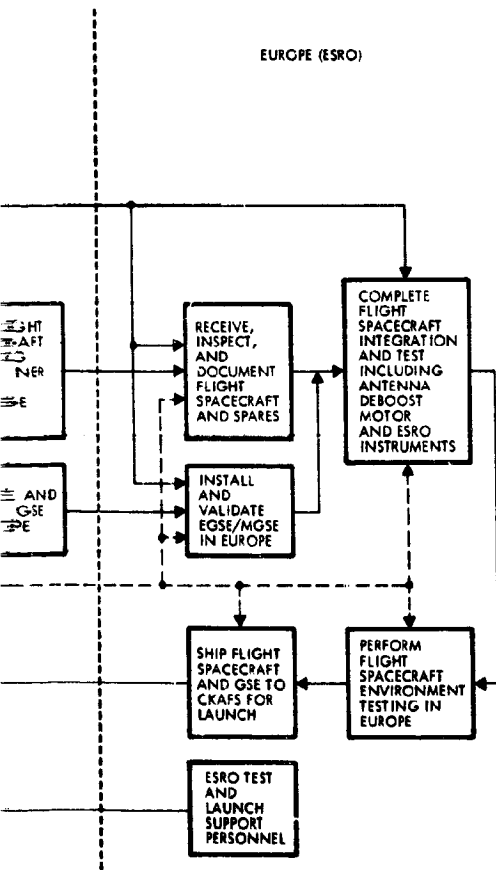 EUROPE (ESRO)
COMPLETE
FLIGHT
SPACECRAFT
INTEGRATION
AND TEST
INCLUDING
ANTENNA
DEBOOST
MOTOR
AND ESRO
INSTRUMENTS
RECEIVE,
INSPECT,
AND
DOCUMENT
FLIGHT
SPACECRAFT
AND SPARES
INSTALL
AND
VALIDATE
EGSE/MGSE
IN EUROPE
AND
GSE
SHIP FLIGHT
SPACECRAFT
AND GSE TO
CKAFS FOR
LAUNCH
PERFORM
FLIGHT
SPACECRAFT
ENVIRONMENT
TESTING IN
EUROPE
ESRO TEST
AND
LAUNCH
SUPPORT
PERSONNEL